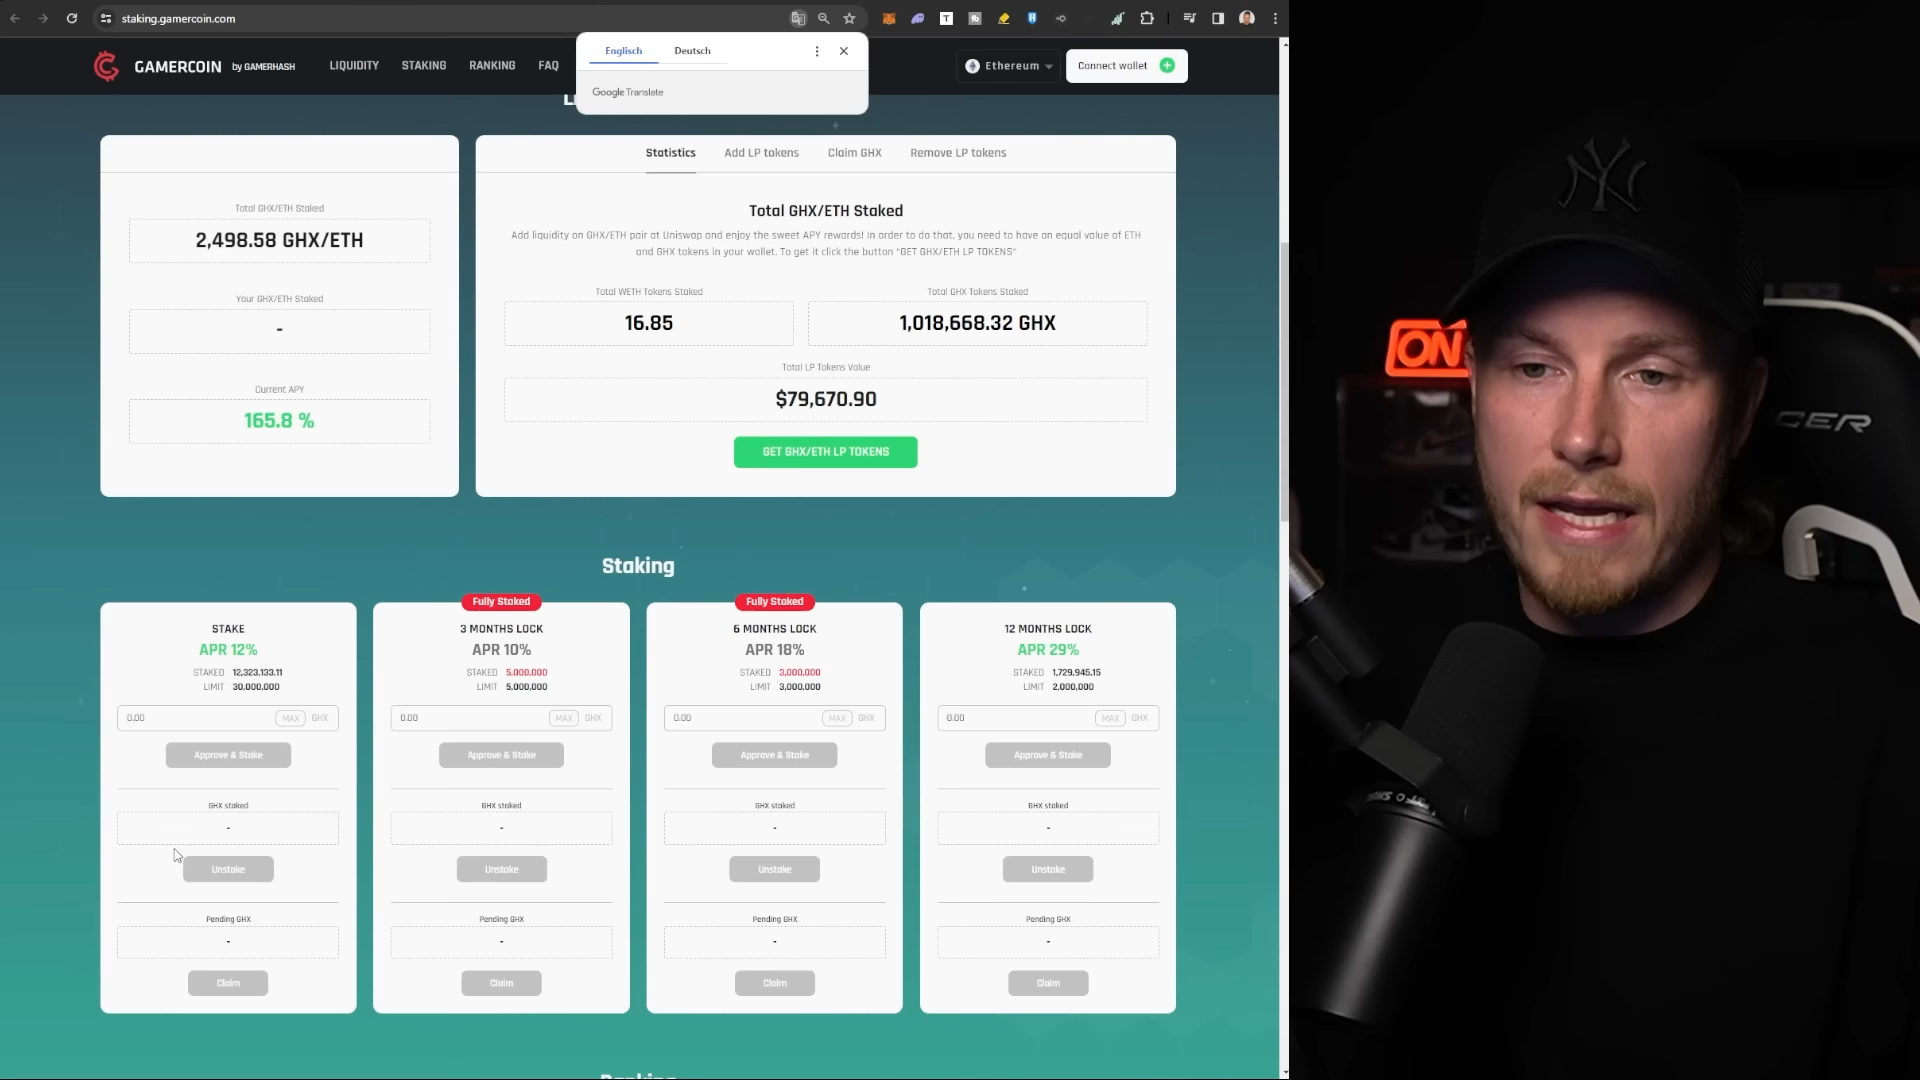 staking.gamercoin.com
Englisch Deutsch
Google Translate
GAMERCOIN by GAMERHASH LIQUIDITY STAKING RANKING FAQ
Ethereum Connect wallet
Statistics Add LP tokens Claim GHX Remove LP tokens
Total GHX/ETH Staked
2,498.58 GHX/ETH
Your GHX/ETH Staked
-
Current APY
165.8 %
Total GHX/ETH Staked
Add liquidity on GHX/ETH pair at Uniswap and enjoy the sweet APY rewards! In order to do that, you need to have an equal value of ETH
and GHX tokens in your wallet. To get it click the button "GET GHX/ETH LP TOKENS"
Total WETH Tokens Staked
16.85
Total GHX Tokens Staked
1,018,668.32 GHX
Total LP Tokens Value
$79,670.90
GET GHX/ETH LP TOKENS
Staking
STAKE
APR 12%
STAKED 12,323,133.11
LIMIT 30,000,000
0.00 MAX GHX
Approve & Stake
GHX staked
-
Unstake
Pending GHX
-
Claim
Fully Staked
3 MONTHS LOCK
APR 10%
STAKED 5,000,000
LIMIT 5,000,000
0.00 MAX GHX
Approve & Stake
GHX staked
-
Unstake
Pending GHX
-
Claim
Fully Staked
6 MONTHS LOCK
APR 18%
STAKED 3,000,000
LIMIT 3,000,000
0.00 MAX GHX
Approve & Stake
GHX staked
-
Unstake
Pending GHX
-
Claim
12 MONTHS LOCK
APR 29%
STAKED 1,729,945.15
LIMIT 2,000,000
0.00 MAX GHX
Approve & Stake
GHX staked
-
Unstake
Pending GHX
-
Claim
NY
ON